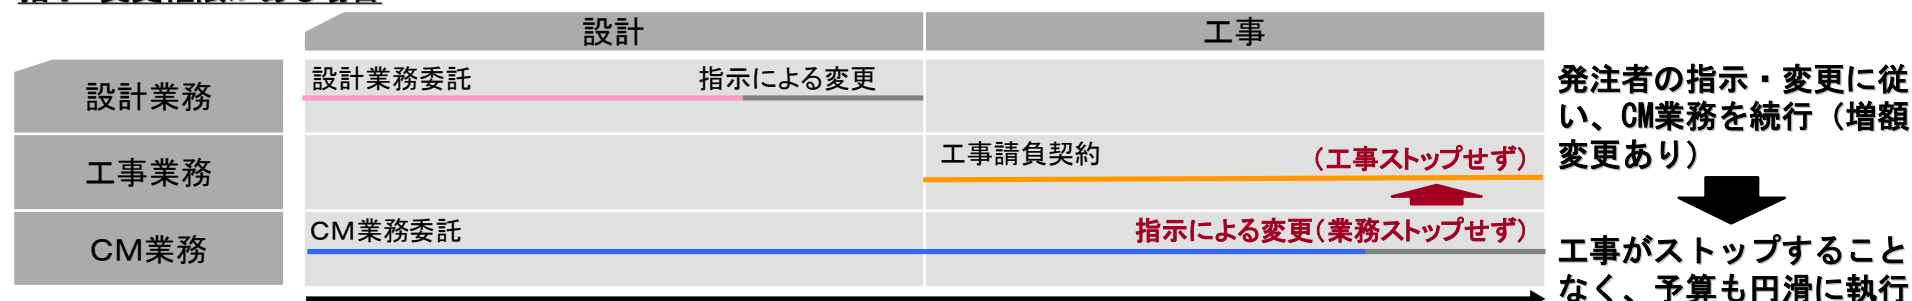 設計
工事
設計業務
設計業務委託
指示による変更
工事業務
工事請負契約
(工事ストップせず)
CM業務
CM業務委託
指示による変更(業務ストップせず)
発注者の指示・変更に従
い、CM業務を続行（増額
変更あり）
工事がストップすること
なく、予算も円滑に執行